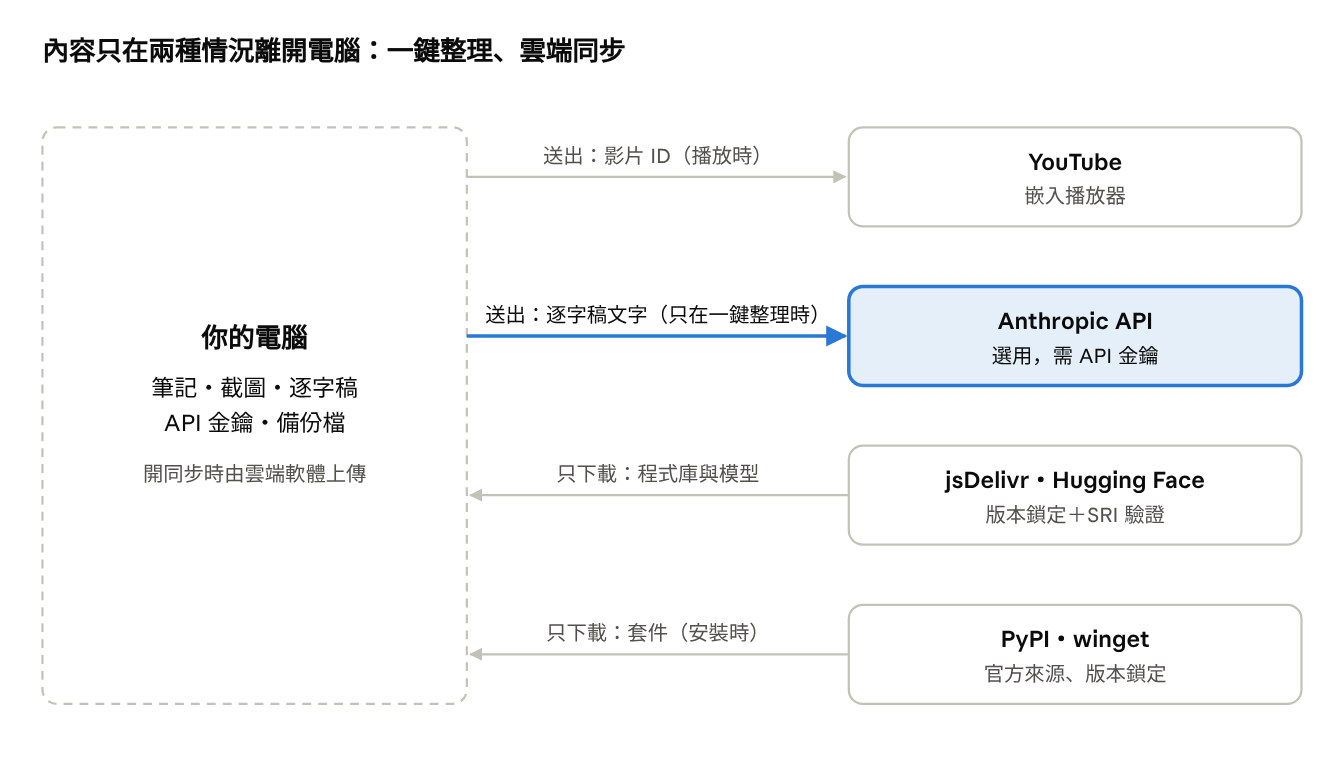 內容只在兩種情況離開電腦：一鍵整理、雲端同步
你的電腦
筆記・截圖・逐字稿
API 金鑰・備份檔
開同步時由雲端軟體上傳
送出：影片 ID（播放時）
YouTube
嵌入播放器
送出：逐字稿文字（只在一鍵整理時）
Anthropic API
選用，需 API 金鑰
只下載：程式庫與模型
jsDelivr・Hugging Face
版本鎖定＋SRI 驗證
只下載：套件（安裝時）
PyPI・winget
官方來源、版本鎖定